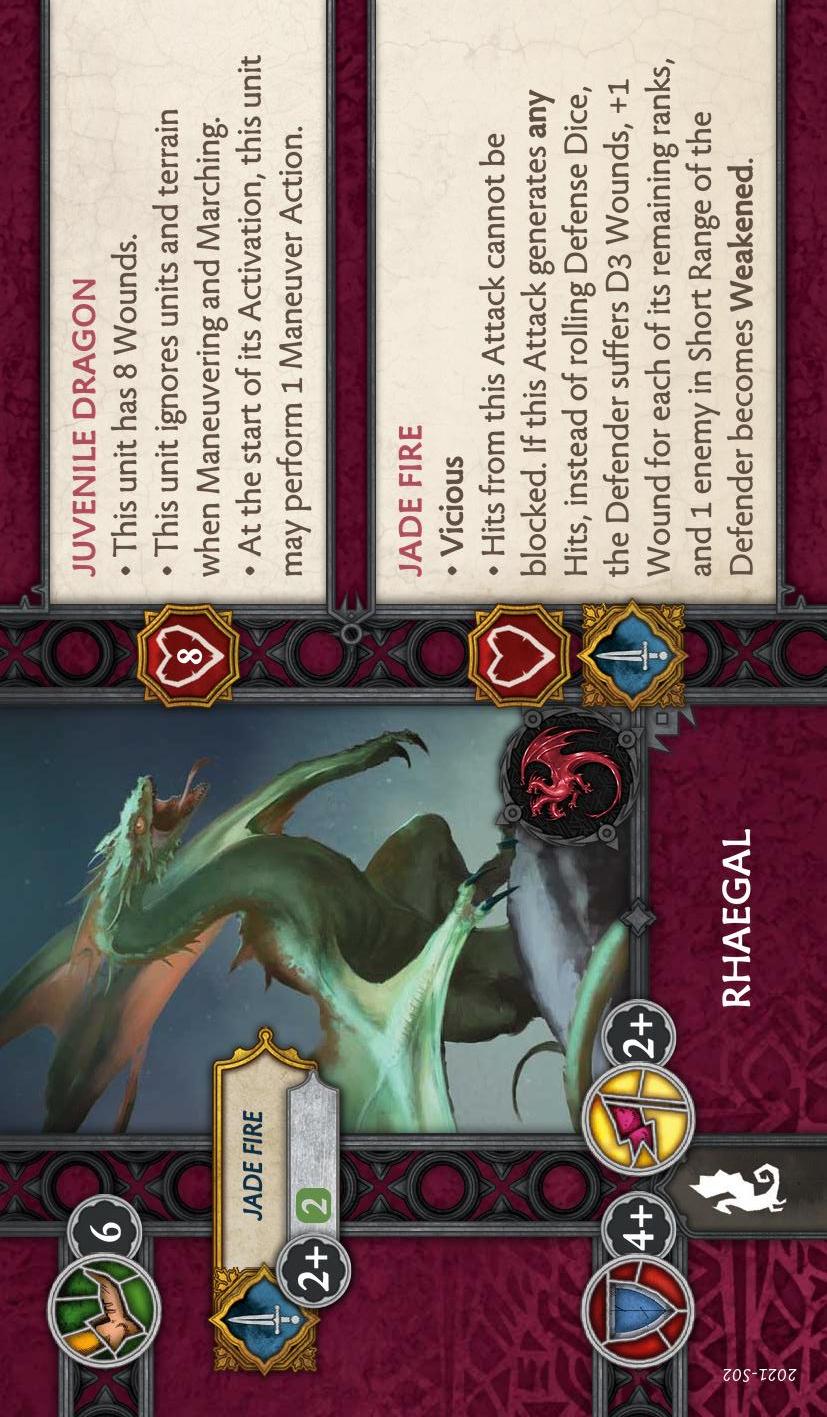 6
JADE FIRE
2+
2
4+
2+
RHAEGAL
2021-S02
8
JUVENILE DRAGON
• This unit has 8 Wounds.
• This unit ignores units and terrain
when Maneuvering and Marching.
• At the start of its Activation, this unit
may perform 1 Maneuver Action.
JADE FIRE
• Vicious
• Hits from this Attack cannot be
blocked. If this Attack generates any
Hits, instead of rolling Defense Dice,
the Defender suffers D3 Wounds, +1
Wound for each of its remaining ranks,
and 1 enemy in Short Range of the
Defender becomes Weakened.